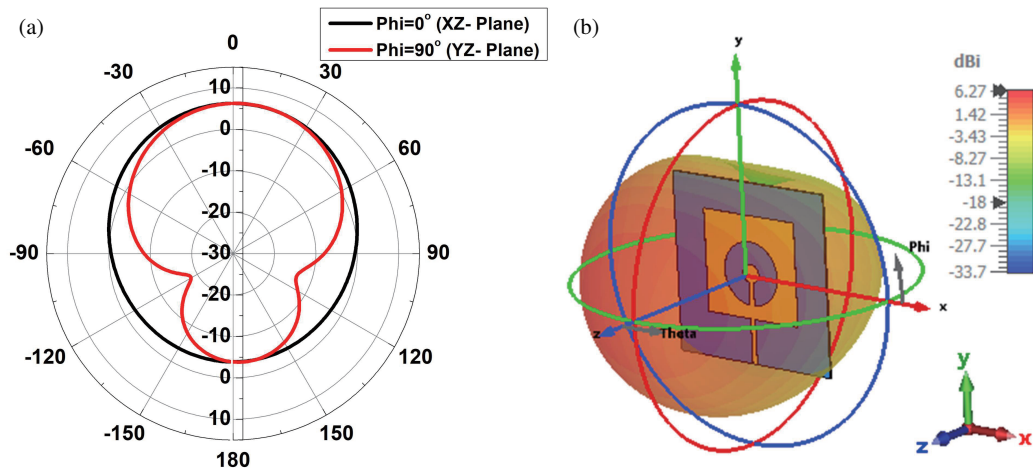 (a)
Phi=0° (XZ- Plane)
Phi=90° (YZ- Plane)
0
-30
30
-60
60
-90
90
-120
120
-150
150
180
10
0
-10
-20
-30
-20
-10
0
10
(b)
y
Phi
x
z
Theta
dBi
6.27
1.42
-3.43
-8.27
-13.1
-18
-22.8
-27.7
-33.7
y
x
z